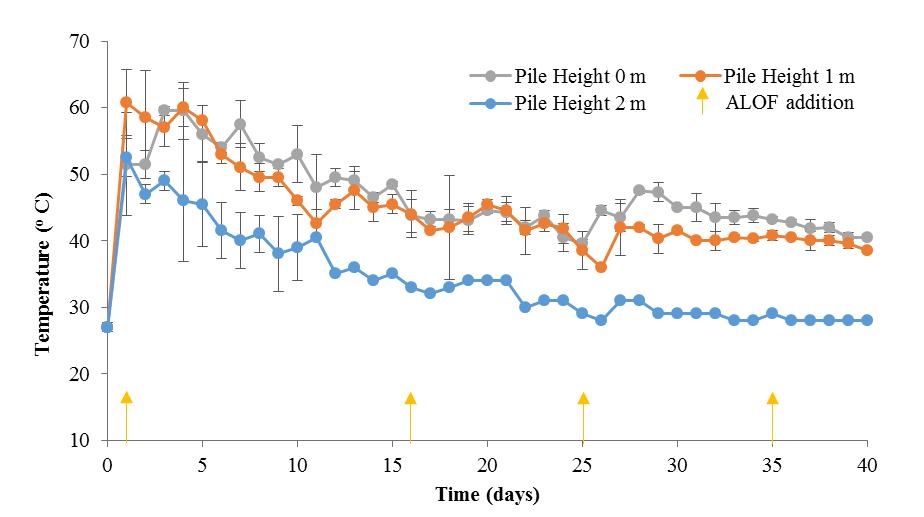 70
60
50
40
30
20
10
Temperature (º C)
Pile Height 0 m
Pile Height 1 m
Pile Height 2 m
ALOF addition
0 5 10 15 20 25 30 35 40
Time (days)